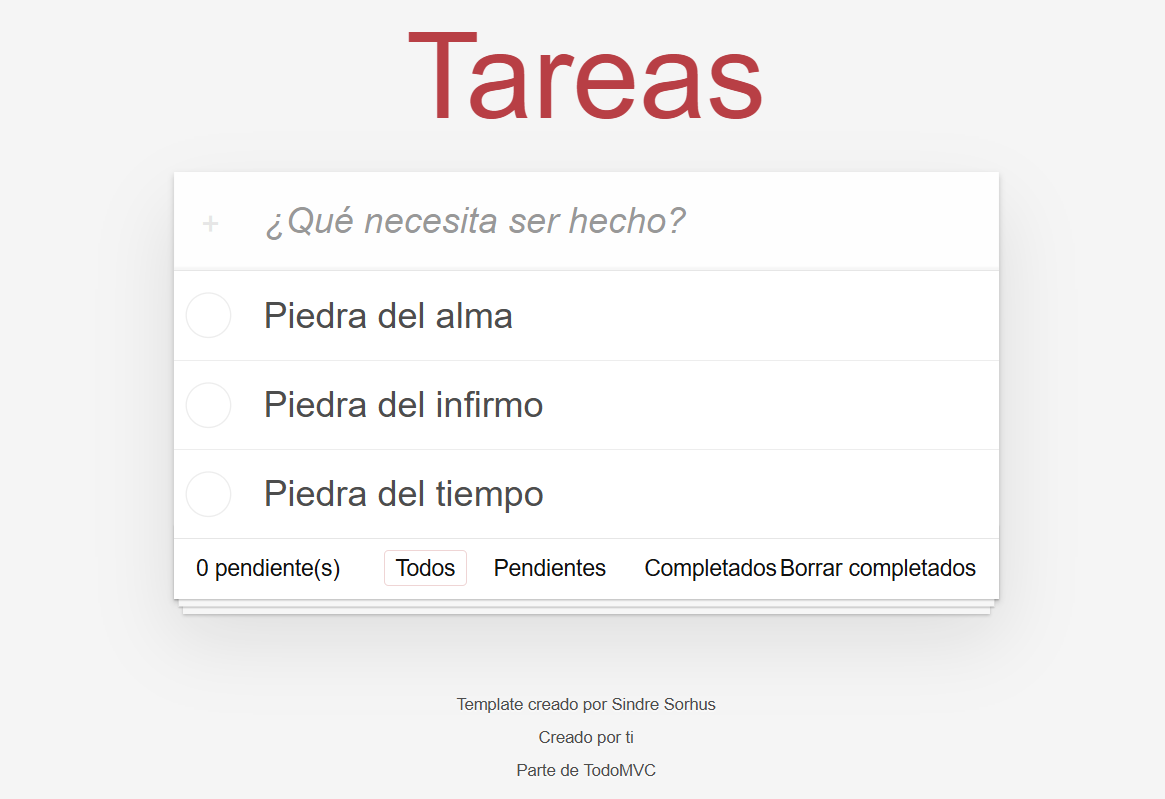 Tareas
+ ¿Qué necesita ser hecho?
Piedra del alma
Piedra del infirmo
Piedra del tiempo
0 pendiente(s) Todos Pendientes Completados Borrar completados
Template creado por Sindre Sorhus
Creado por ti
Parte de TodoMVC